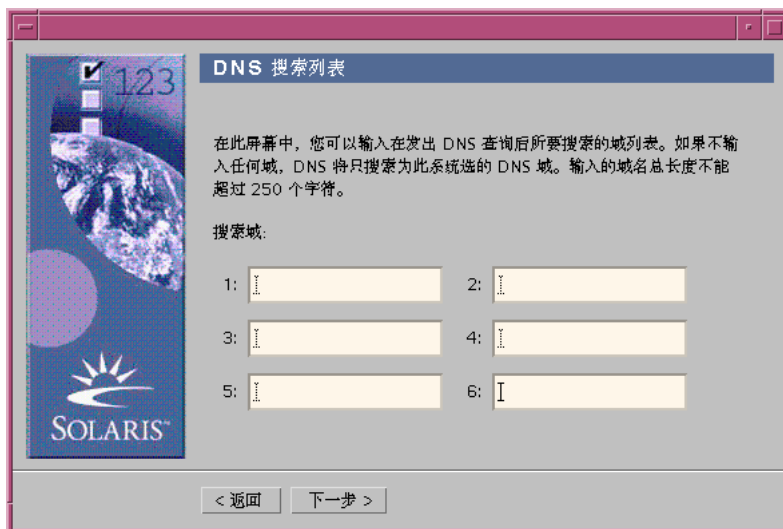 123
DNS 搜索列表
在此屏幕中，您可以输入在发出 DNS 查询后所要搜索的域列表。如果不输
入任何域，DNS 将只搜索为此系统选的 DNS 域。输入的域名总长度不能
超过 250 个字符。
搜索域:
1: 2:
3: 4:
5: 6:
SOLARIS™
< 返回 下一步 >